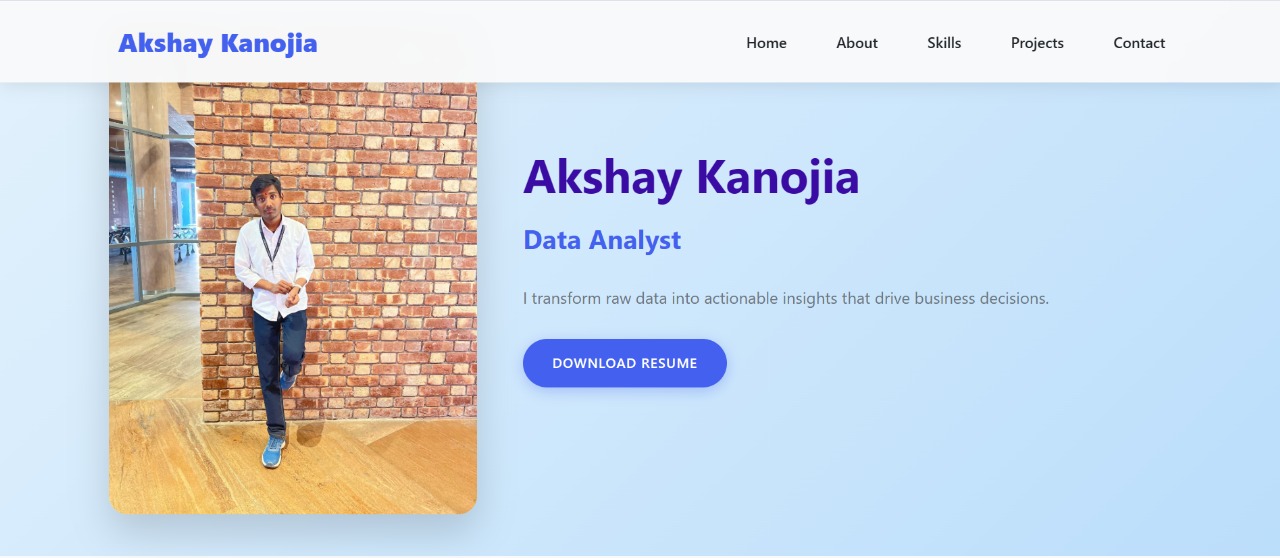 Akshay Kanojia
Home About Skills Projects Contact
Akshay Kanojia
Data Analyst
I transform raw data into actionable insights that drive business decisions.
DOWNLOAD RESUME